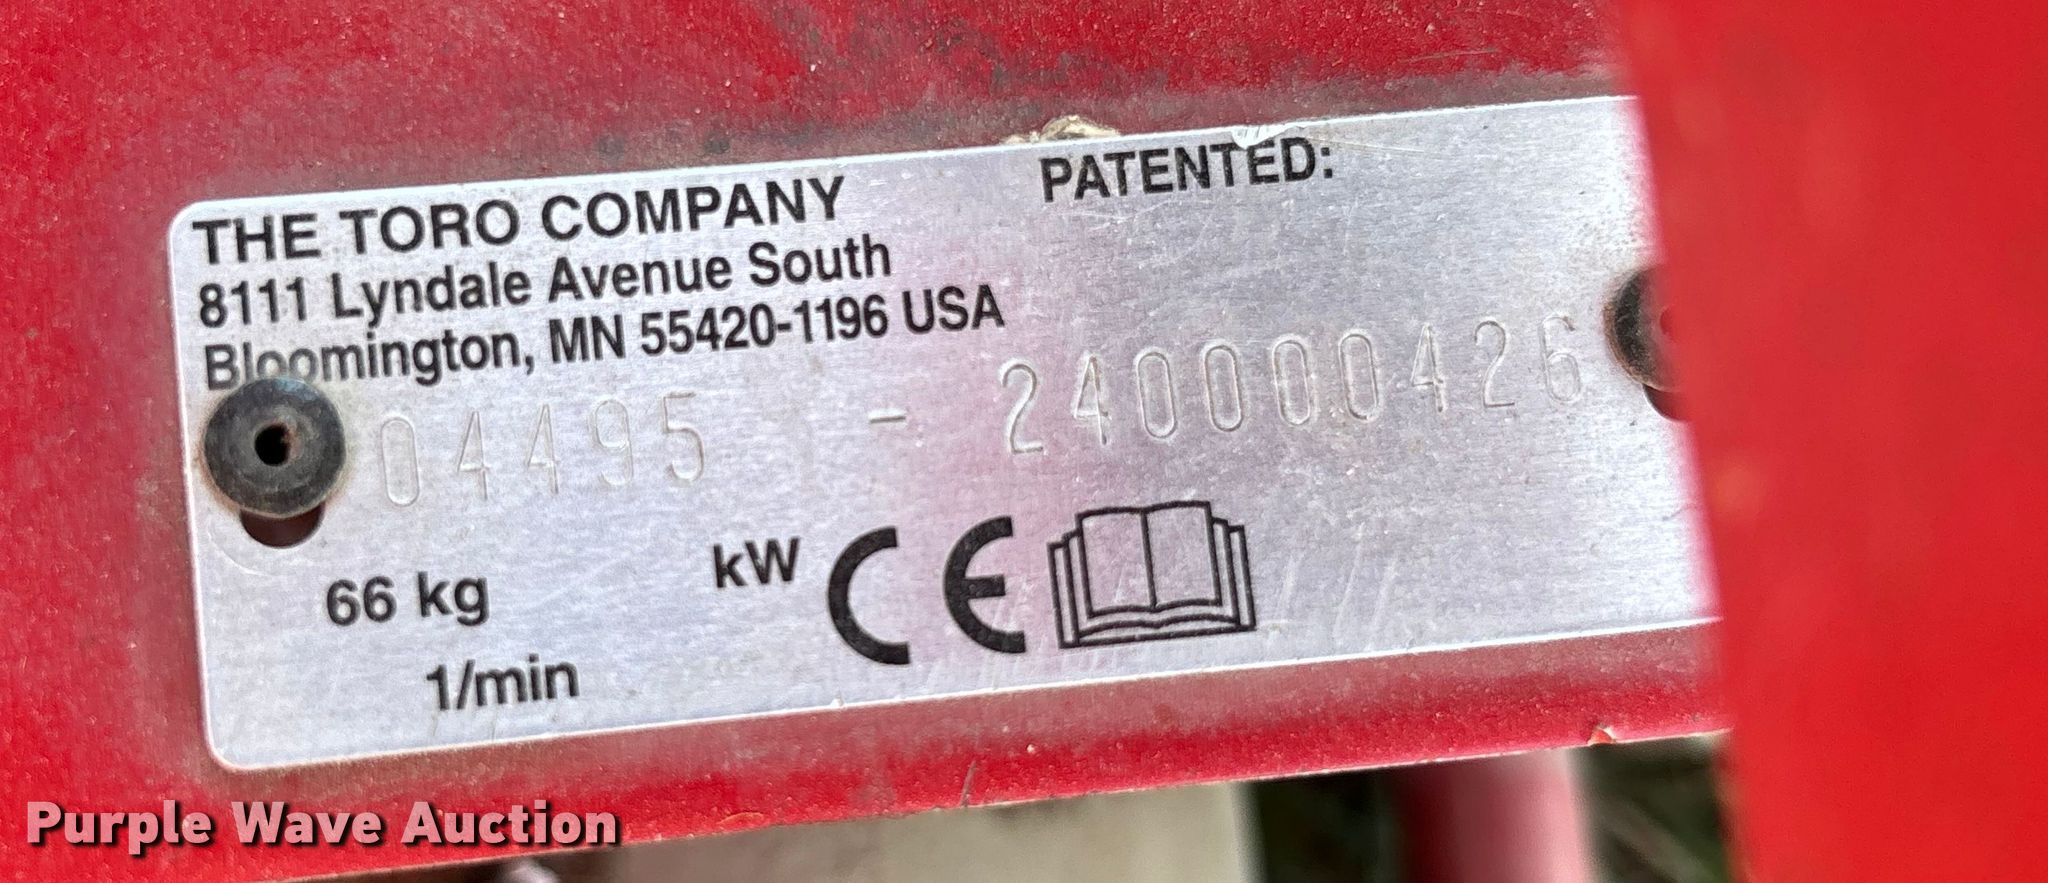 THE TORO COMPANY
PATENTED:
8111 Lyndale Avenue South
Bloomington, MN 55420-1196 USA
04495 - 240000426
66 kg
kW
CE
1/min
Purple Wave Auction